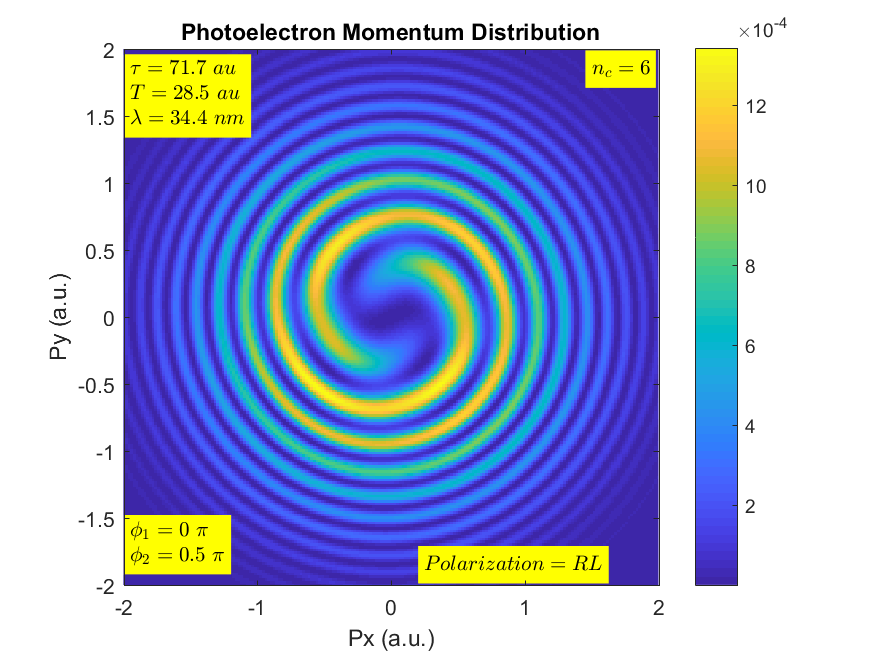 Photoelectron Momentum Distribution
×10⁻⁴
τ = 71.7 au
T = 28.5 au
λ = 34.4 nm
n_c = 6
ϕ₁ = 0 π
ϕ₂ = 0.5 π
Polarization = RL
2
1.5
1
0.5
0
-0.5
-1
-1.5
-2
Py (a.u.)
-2
-1
0
1
2
Px (a.u.)
12
10
8
6
4
2